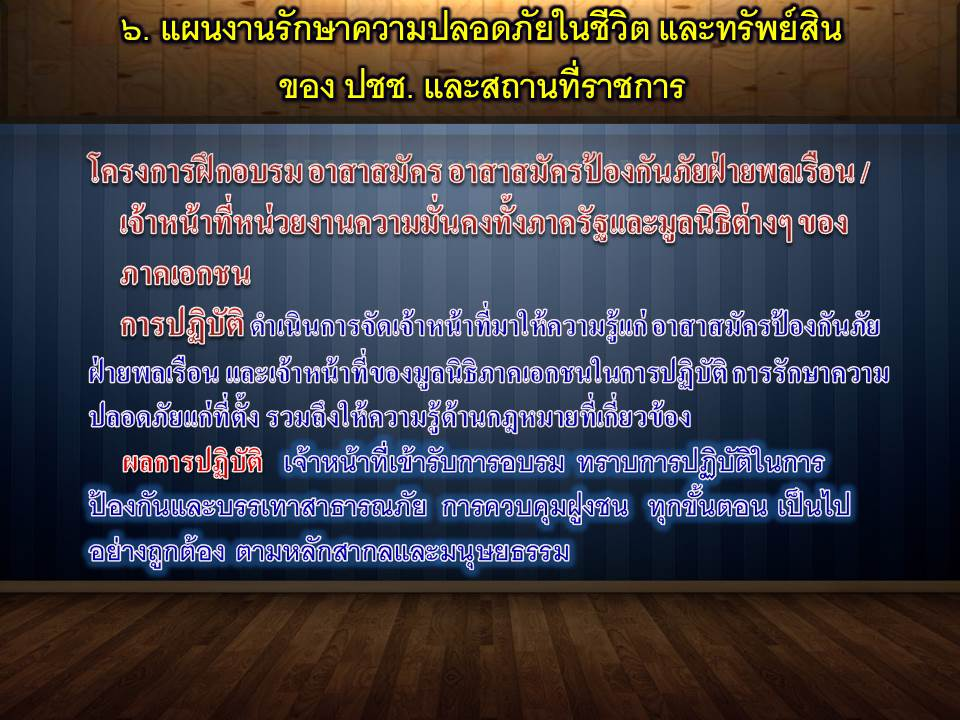 ๖. แผนงานรักษาความปลอดภัยในชีวิต และทรัพย์สิน
ของ ปชช. และสถานที่ราชการ
โครงการฝึกอบรม อาสาสมัคร อาสาสมัครป้องกันภัยฝ่ายพลเรือน /
เจ้าหน้าที่หน่วยงานความมั่นคงทั้งภาครัฐและมูลนิธิต่างๆ ของ
ภาคเอกชน
การปฏิบัติ ดำเนินการจัดเจ้าหน้าที่มาให้ความรู้แก่ อาสาสมัครป้องกันภัย
ฝ่ายพลเรือน และเจ้าหน้าที่ของมูลนิธิภาคเอกชนในการปฏิบัติ การรักษาความ
ปลอดภัยแก่ที่ตั้ง รวมถึงให้ความรู้ด้านกฎหมายที่เกี่ยวข้อง
ผลการปฏิบัติ เจ้าหน้าที่เข้ารับการอบรม ทราบการปฏิบัติในการ
ป้องกันและบรรเทาสาธารณภัย การควบคุมฝูงชน ทุกขั้นตอน เป็นไป
อย่างถูกต้อง ตามหลักสากลและมนุษยธรรม